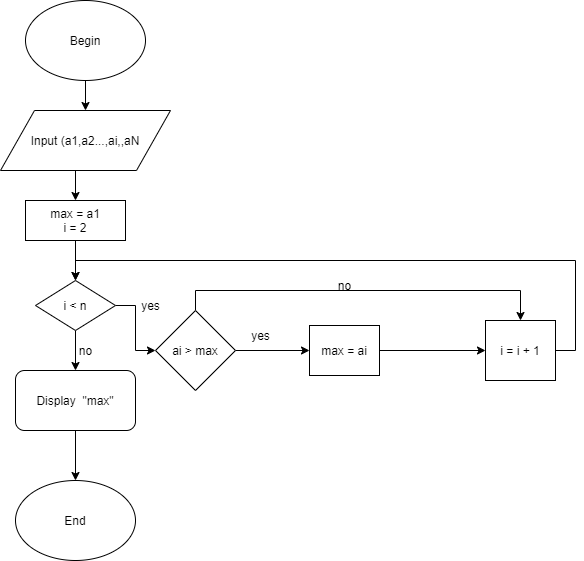 Begin
Input (a1,a2...,ai,,aN
max = a1
i = 2
i < n
yes
no
ai > max
yes
max = ai
no
i = i + 1
Display "max"
End